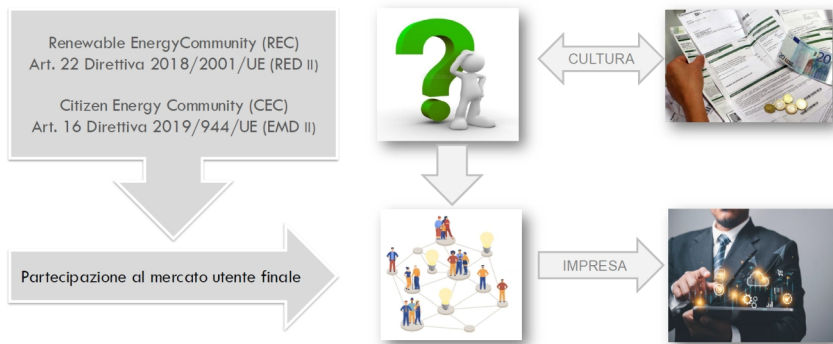 Renewable EnergyCommunity (REC)
Art. 22 Direttiva 2018/2001/UE (RED II)
Citizen Energy Community (CEC)
Art. 16 Direttiva 2019/944/UE (EMD II)
CULTURA
Partecipazione al mercato utente finale
IMPRESA
20